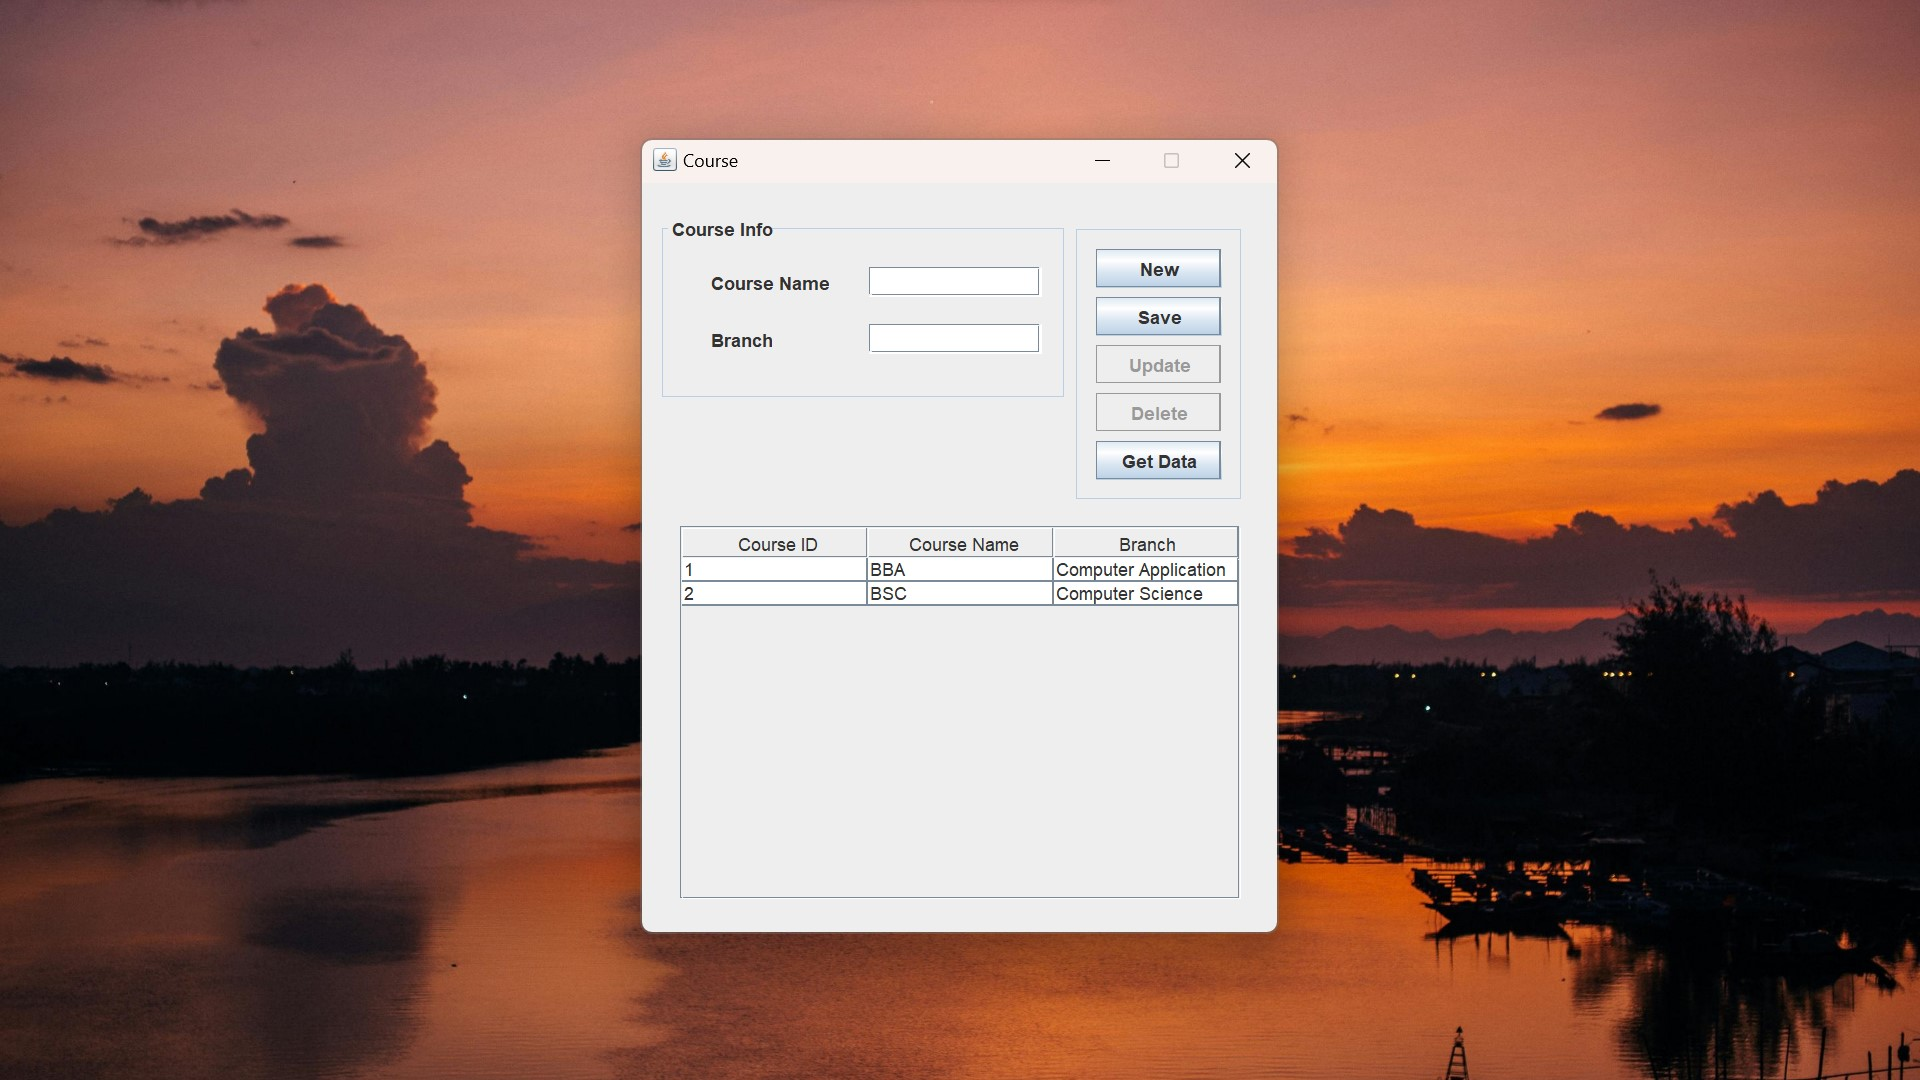 Course
Course Info
Course Name
Branch
New
Save
Update
Delete
Get Data
Course ID Course Name Branch
1 BBA Computer Application
2 BSC Computer Science